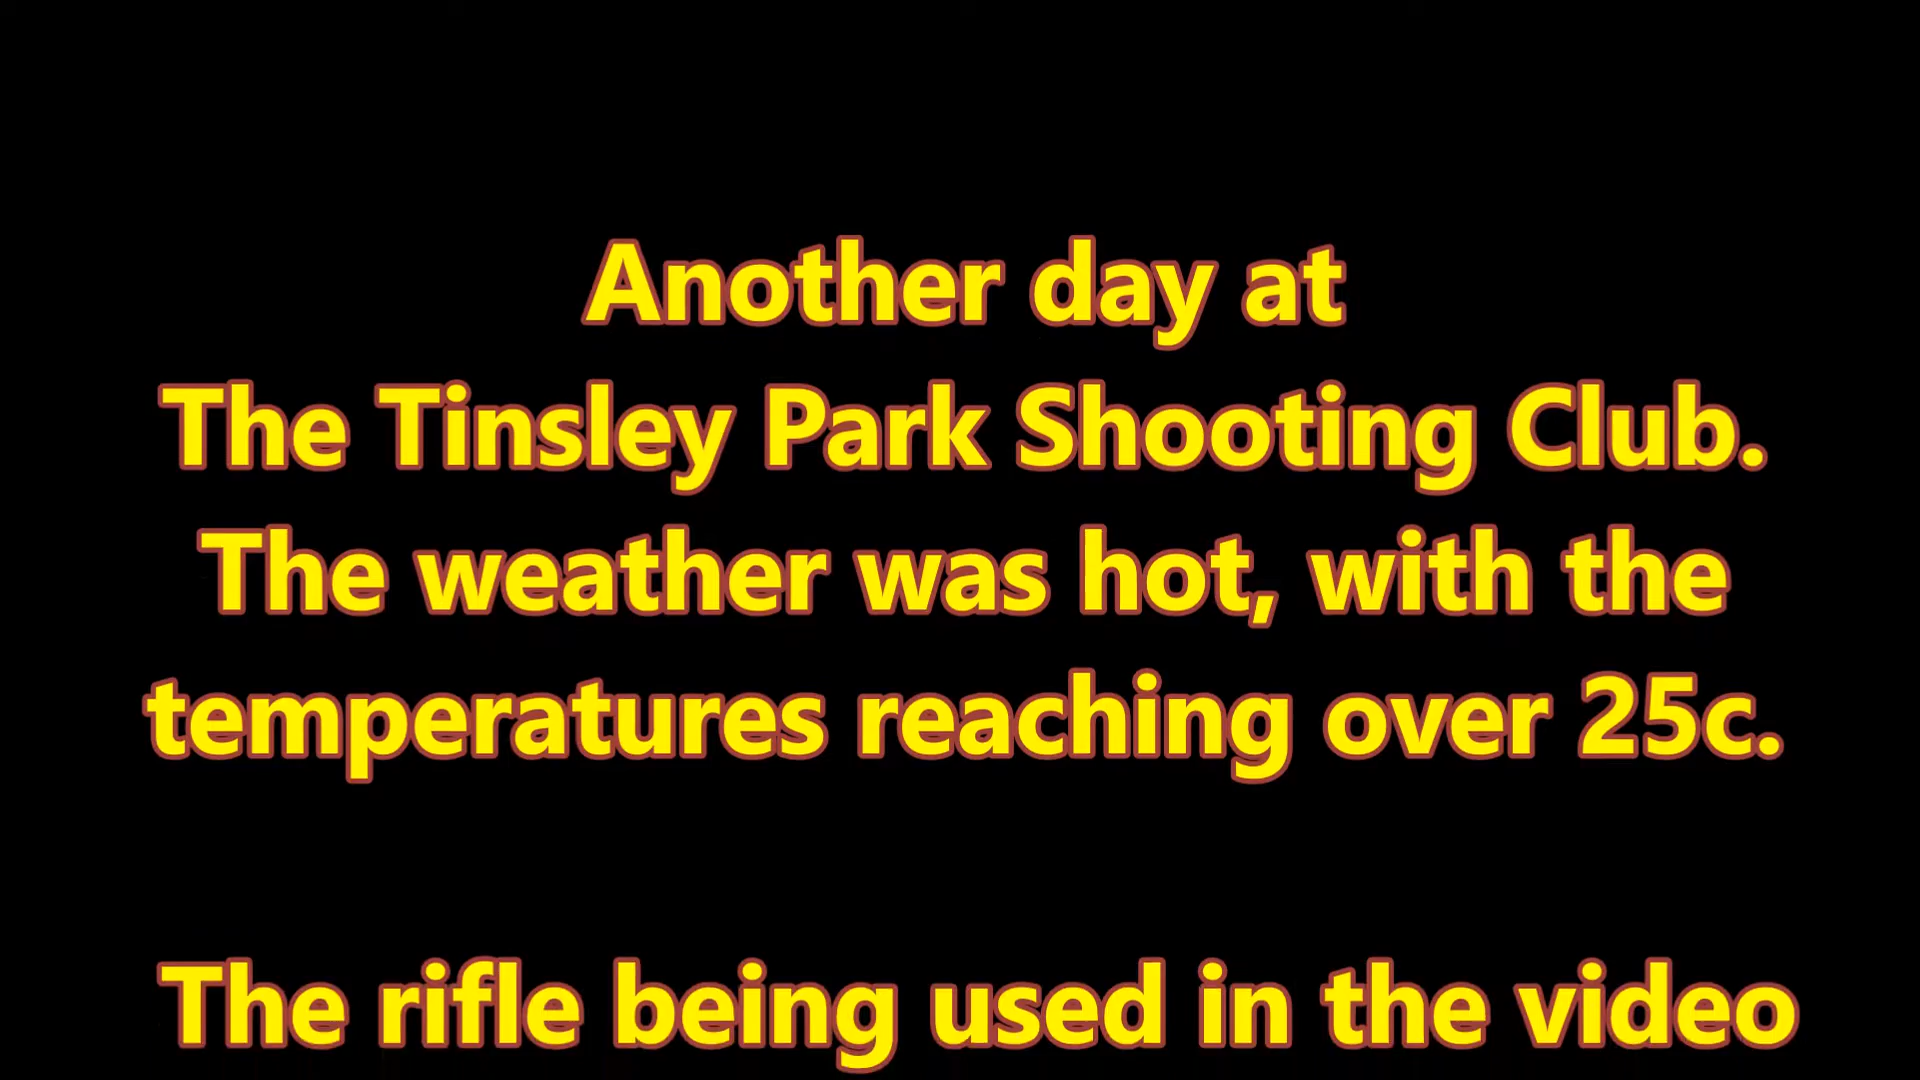 Another day at
The Tinsley Park Shooting Club.
The weather was hot, with the
temperatures reaching over 25c.
The rifle being used in the video